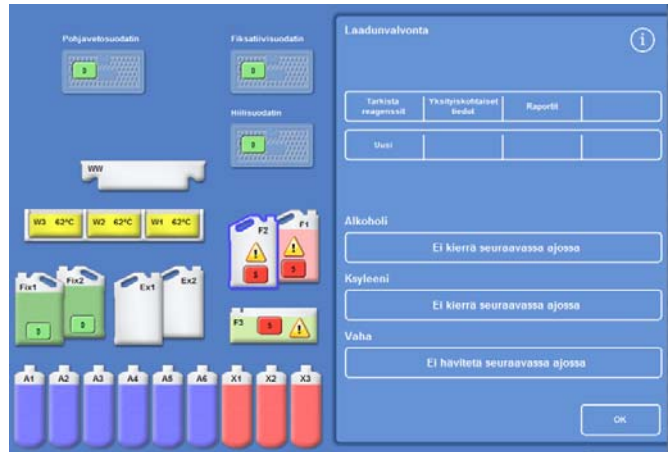 Pohjavetosuodatin
Fiksatiivisuodatin
Hiilisuodatin
WW
W3 62°C
W2 62°C
W1 62°C
F2
F1
Fix1
Fix2
Ex1
Ex2
F3
A1
A2
A3
A4
A5
A6
X1
X2
X3
Laadunvalvonta
i
Tarkista
reagenssit
Yksityiskohtaiset
tiedot
Raportit
Uusi
Alkoholi
Ei kierrä seuraavassa ajossa
Ksyleeni
Ei kierrä seuraavassa ajossa
Vaha
Ei hävitetä seuraavassa ajossa
OK